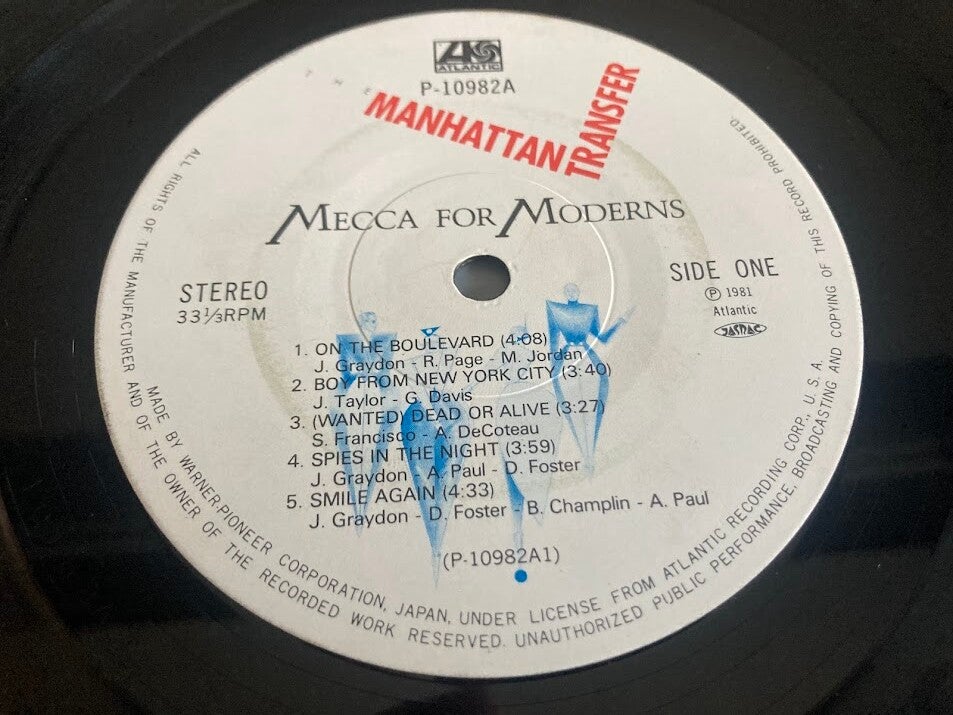 ATLANTIC
P-10982A
THE
MANHATTAN
TRANSFER
MECCA FOR MODERNS
STEREO
33⅓RPM
SIDE ONE
Ⓟ 1981
Atlantic
JASRAC
1. ON THE BOULEVARD (4:08)
J. Graydon - R. Page - M. Jordan
2. BOY FROM NEW YORK CITY (3:40)
J. Taylor - G. Davis
3. (WANTED) DEAD OR ALIVE (3:27)
S. Francisco - A. DeCoteau
4. SPIES IN THE NIGHT (3:59)
J. Graydon - A. Paul - D. Foster
5. SMILE AGAIN (4:33)
J. Graydon - D. Foster - B. Champlin - A. Paul
(P-10982A1)
MADE BY WARNER-PIONEER CORPORATION, JAPAN, UNDER LICENSE FROM ATLANTIC RECORDING CORP., U.S.A.
ALL RIGHTS OF THE MANUFACTURER AND OF THE OWNER OF THE RECORDED WORK RESERVED. UNAUTHORIZED PUBLIC PERFORMANCE, BROADCASTING AND COPYING OF THIS RECORD PROHIBITED.